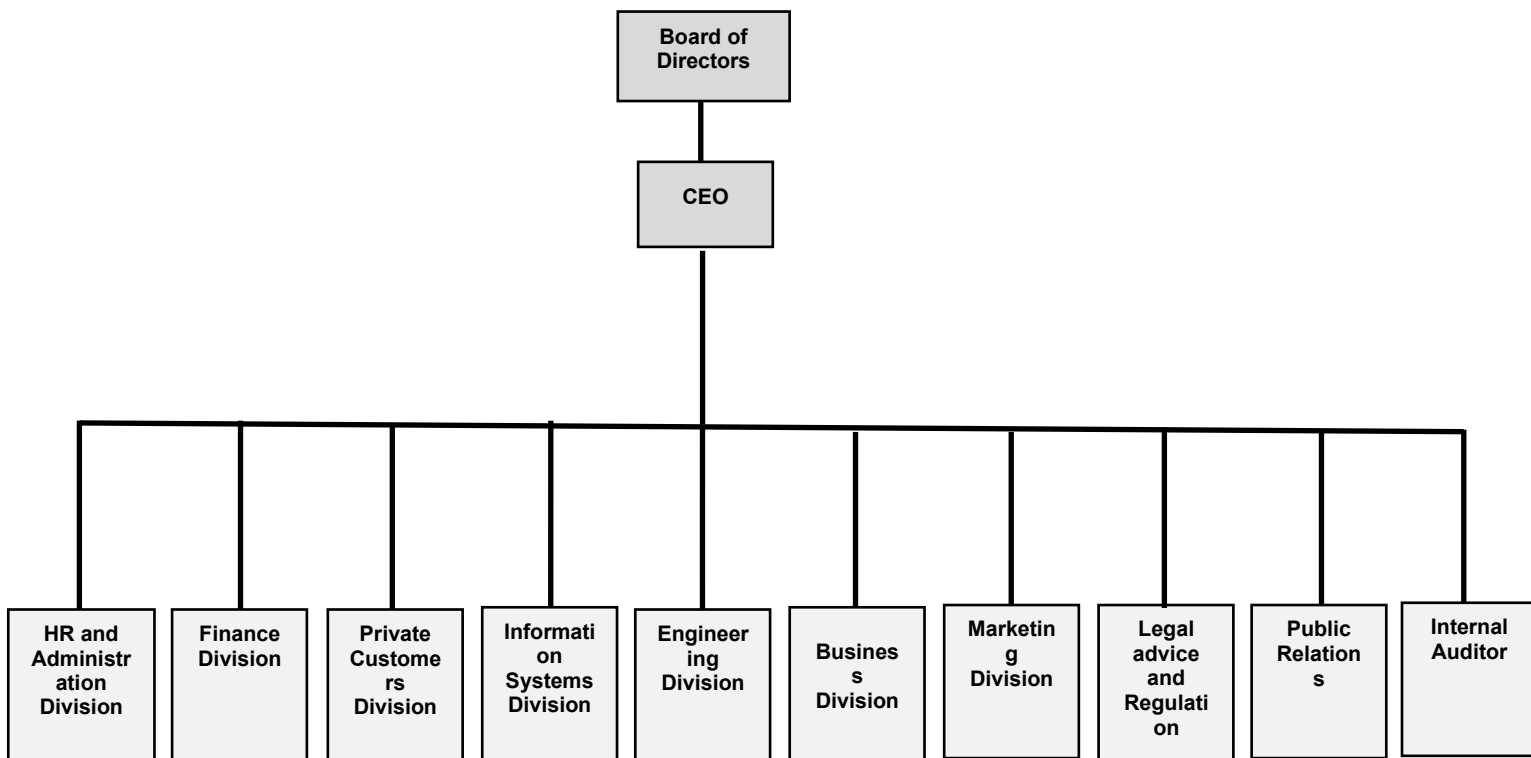 Board of
Directors
CEO
HR and
Administr
ation
Division
Finance
Division
Private
Custome
rs
Division
Informati
on
Systems
Division
Engineer
ing
Division
Busines
s
Division
Marketin
g
Division
Legal
advice
and
Regulati
on
Public
Relation
s
Internal
Auditor